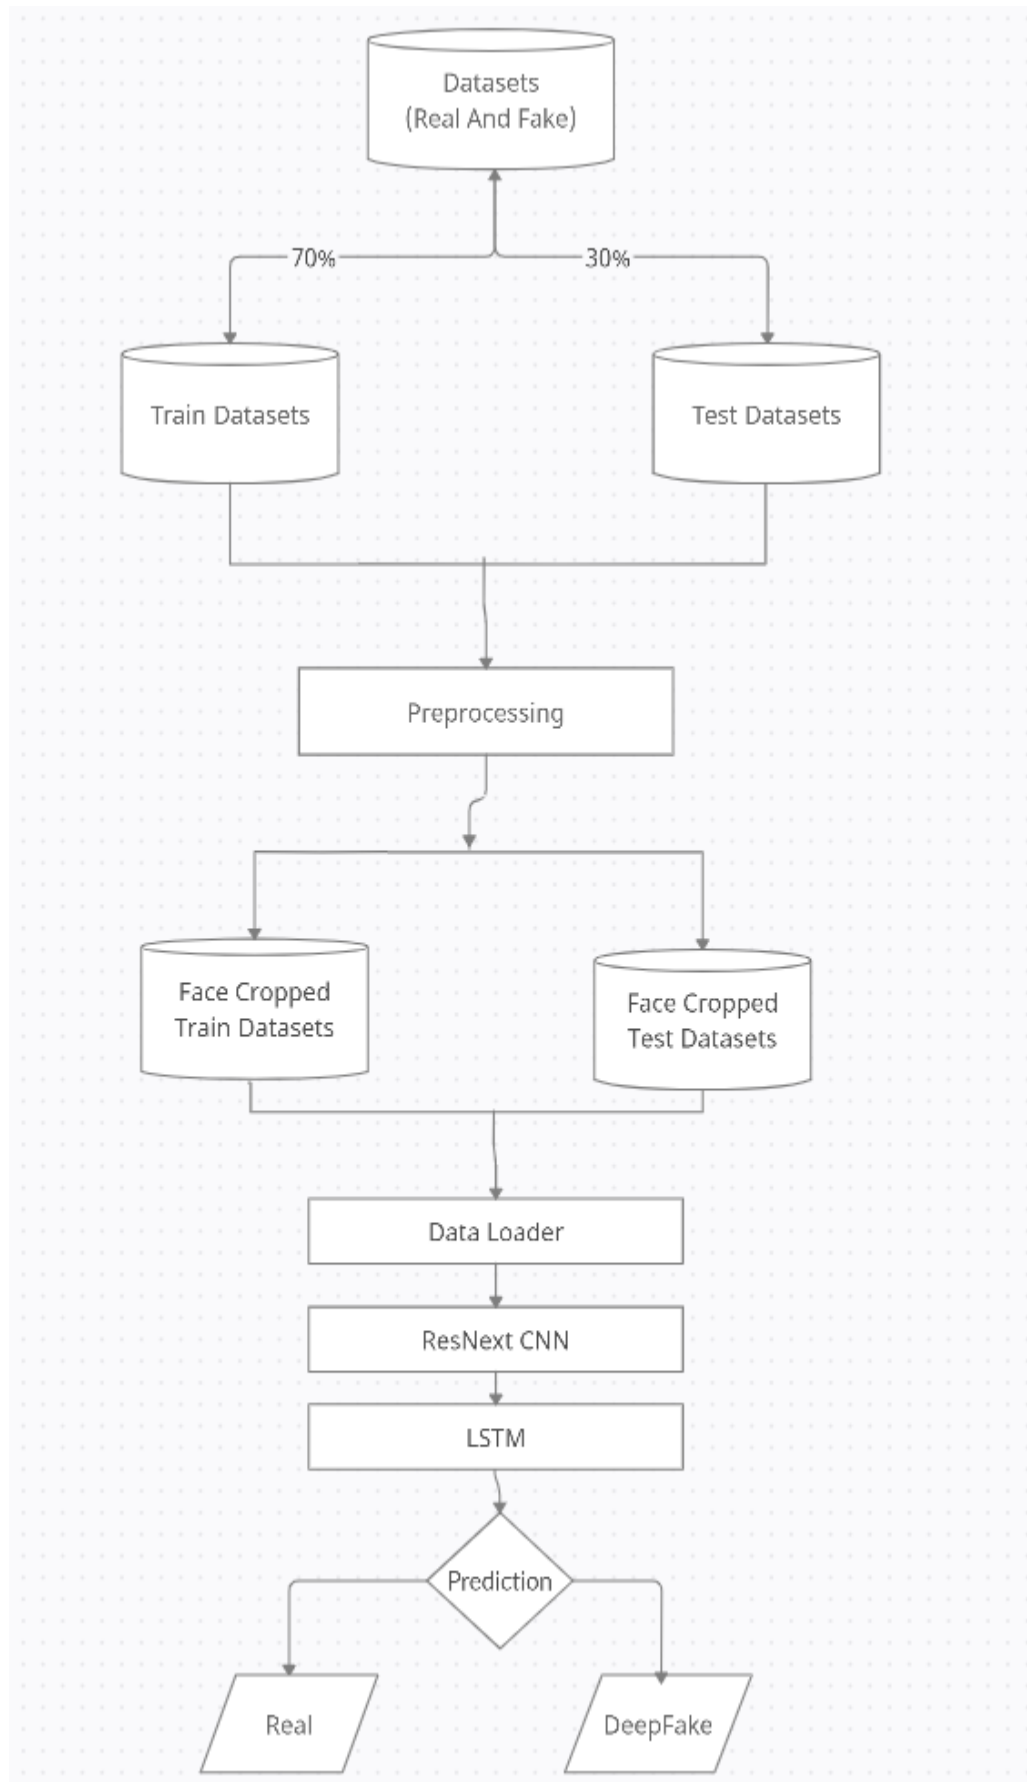 Datasets
(Real And Fake)
70%
30%
Train Datasets
Test Datasets
Preprocessing
Face Cropped
Train Datasets
Face Cropped
Test Datasets
Data Loader
ResNext CNN
LSTM
Prediction
Real
DeepFake